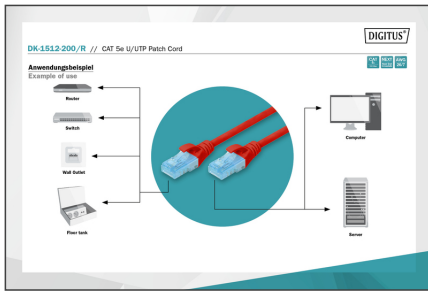 DIGITUS®
DK-1512-200/R // CAT 5e U/UTP Patch Cord
Anwendungsbeispiel
Example of use
Router
Switch
Wall Outlet
Floor tank
Computer
Server